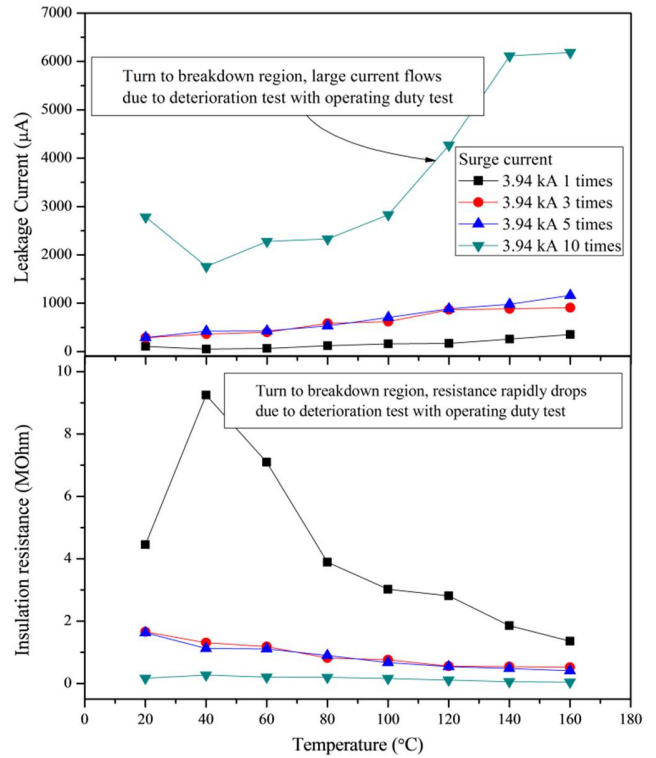 7000
6000
5000
4000
3000
2000
1000
0
Leakage Current (μA)
Turn to breakdown region, large current flows
due to deterioration test with operating duty test
Surge current
3.94 kA 1 times
3.94 kA 3 times
3.94 kA 5 times
3.94 kA 10 times
10
8
6
4
2
0
Insulation resistance (MOhm)
Turn to breakdown region, resistance rapidly drops
due to deterioration test with operating duty test
0 20 40 60 80 100 120 140 160 180
Temperature (°C)